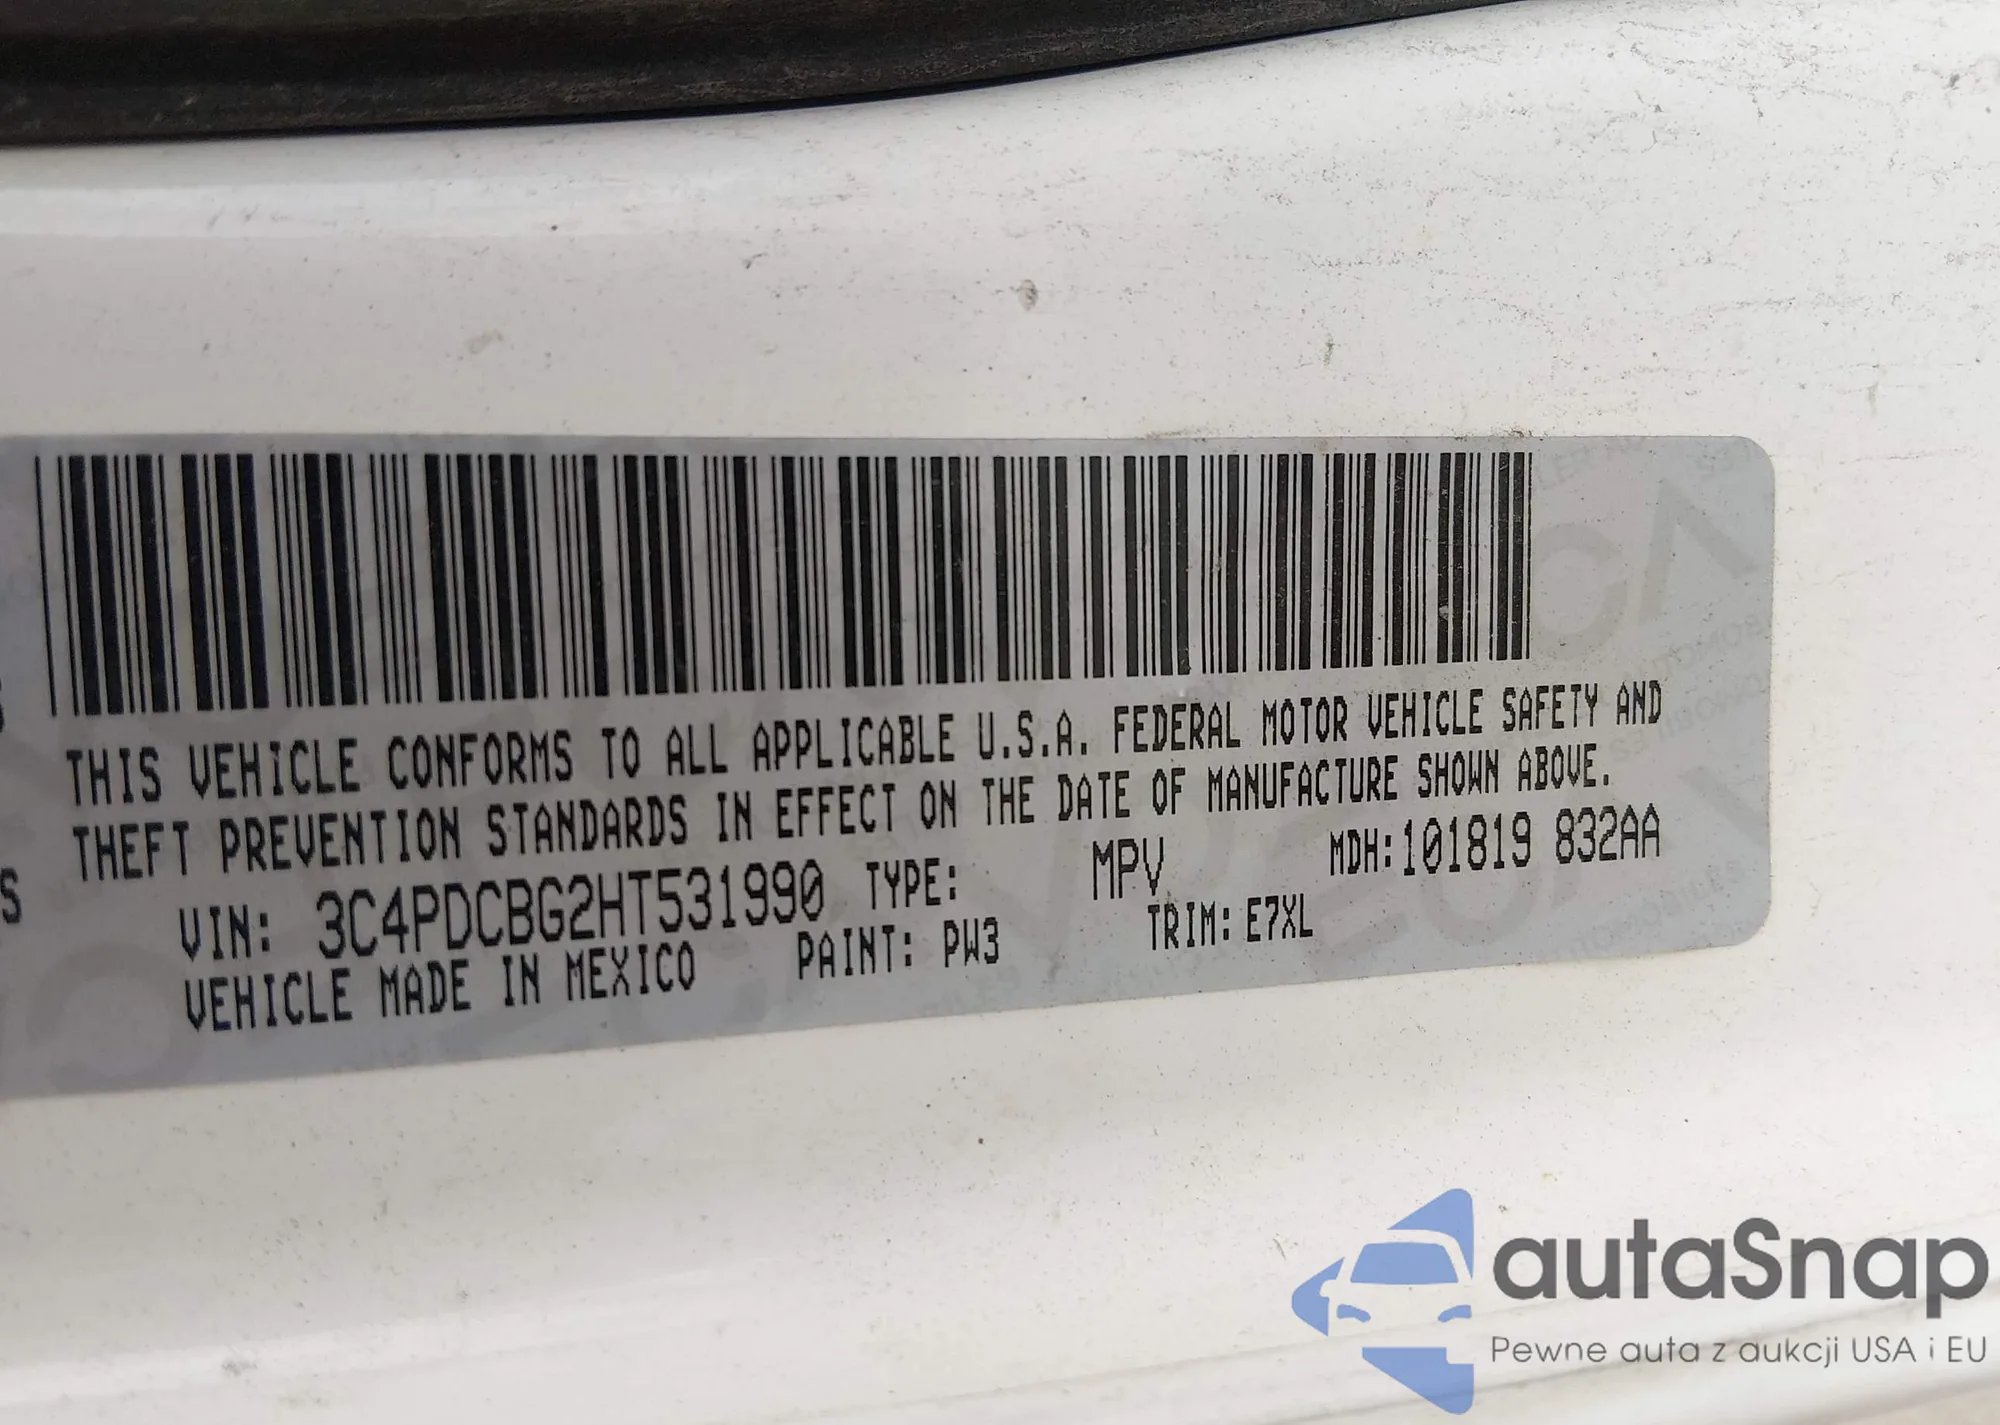 THIS VEHICLE CONFORMS TO ALL APPLICABLE U.S.A. FEDERAL MOTOR VEHICLE SAFETY AND
THEFT PREVENTION STANDARDS IN EFFECT ON THE DATE OF MANUFACTURE SHOWN ABOVE.
VIN: 3C4PDCBG2HT531990 TYPE: MPV MDH:101819 832AA
VEHICLE MADE IN MEXICO PAINT: PW3 TRIM: E7XL
autaSnap
Pewne auta z aukcji USA i EU